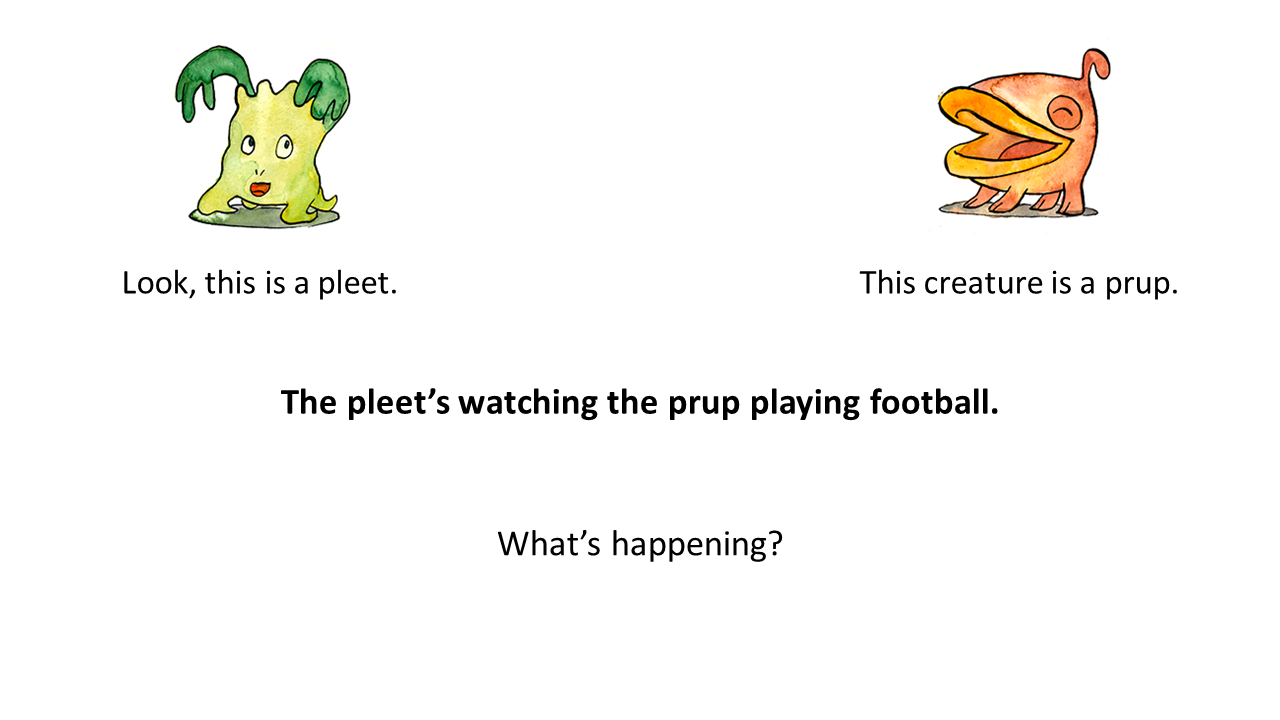 Look, this is a pleet.
This creature is a prup.
The pleet’s watching the prup playing football.
What’s happening?